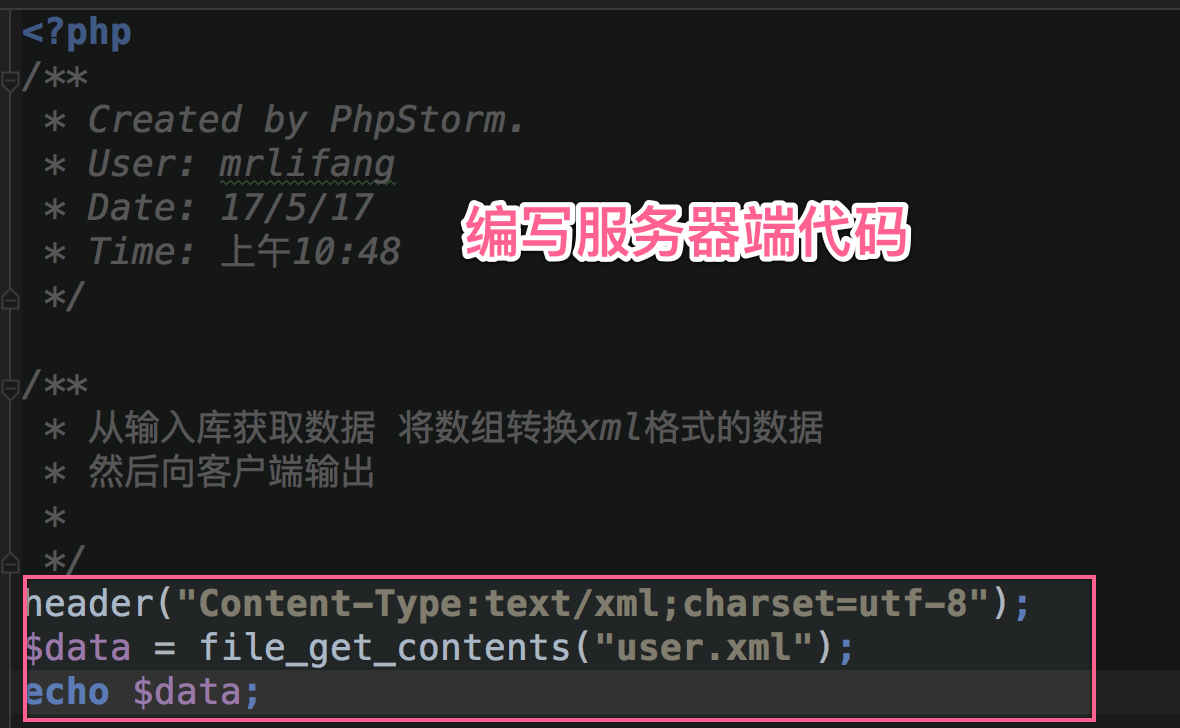 <?php
/**
* Created by PhpStorm.
* User: mrlifang
* Date: 17/5/17
* Time: 上午10:48
*/
编写服务器端代码
/**
* 从输入库获取数据 将数组转换xml格式的数据
* 然后向客户端输出
*
*/
header("Content-Type:text/xml;charset=utf-8");
$data = file_get_contents("user.xml");
echo $data;